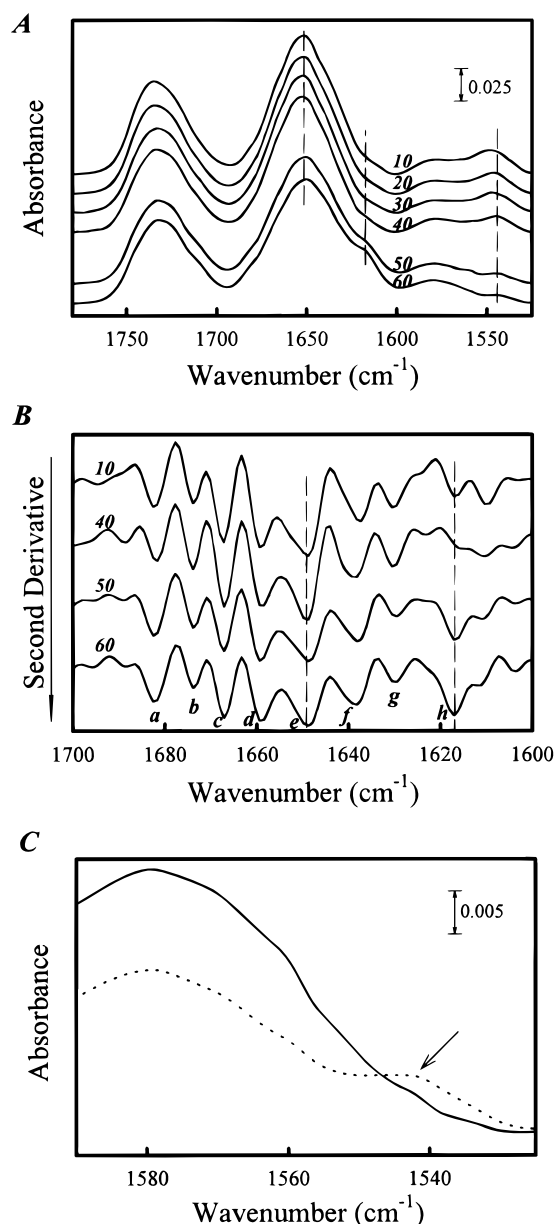 A
Absorbance
0.025
10
20
30
40
50
60
1750
1700
1650
1600
1550
Wavenumber (cm⁻¹)
B
Second Derivative
10
40
50
60
a
b
c
d
e
f
g
h
1700
1680
1660
1640
1620
1600
Wavenumber (cm⁻¹)
C
Absorbance
0.005
1580
1560
1540
Wavenumber (cm⁻¹)